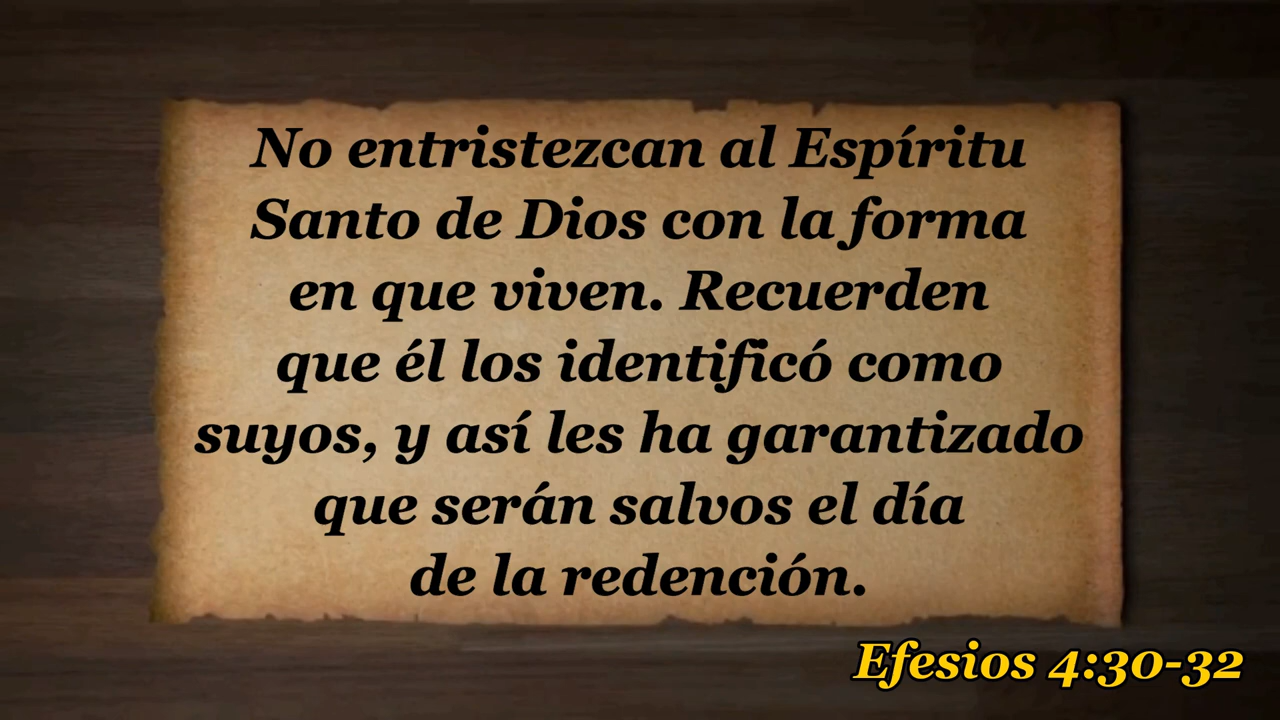 No entristezcan al Espíritu
Santo de Dios con la forma
en que viven. Recuerden
que él los identificó como
suyos, y así les ha garantizado
que serán salvos el día
de la redención.
Efesios 4:30-32